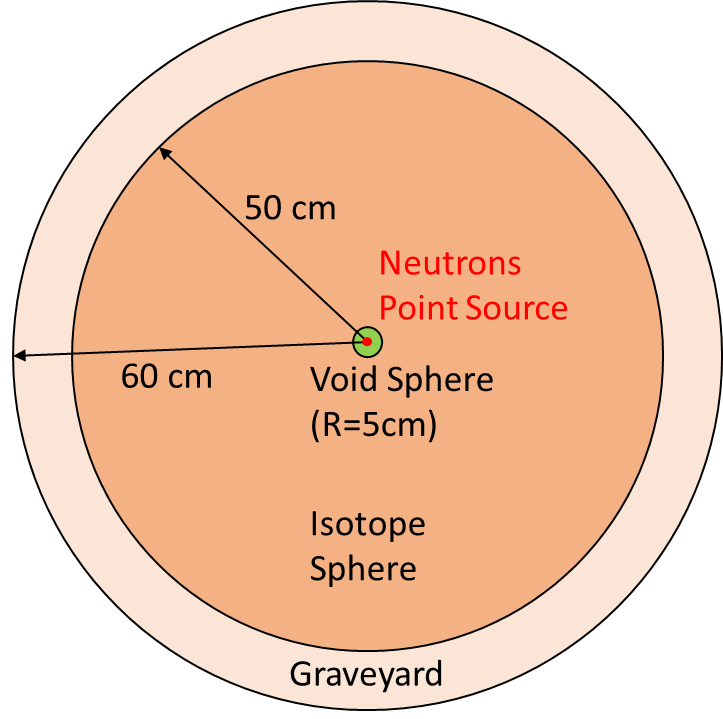 50 cm
Neutrons
Point Source
60 cm
Void Sphere
(R=5cm)
Isotope
Sphere
Graveyard